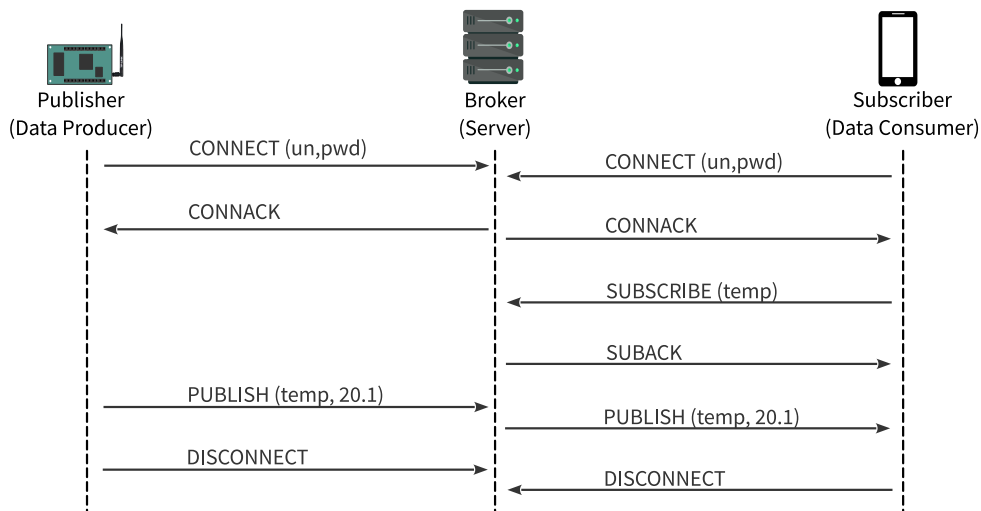 Publisher
(Data Producer)
Broker
(Server)
Subscriber
(Data Consumer)
CONNECT (un,pwd)
CONNECT (un,pwd)
CONNACK
CONNACK
SUBSCRIBE (temp)
SUBACK
PUBLISH (temp, 20.1)
PUBLISH (temp, 20.1)
DISCONNECT
DISCONNECT